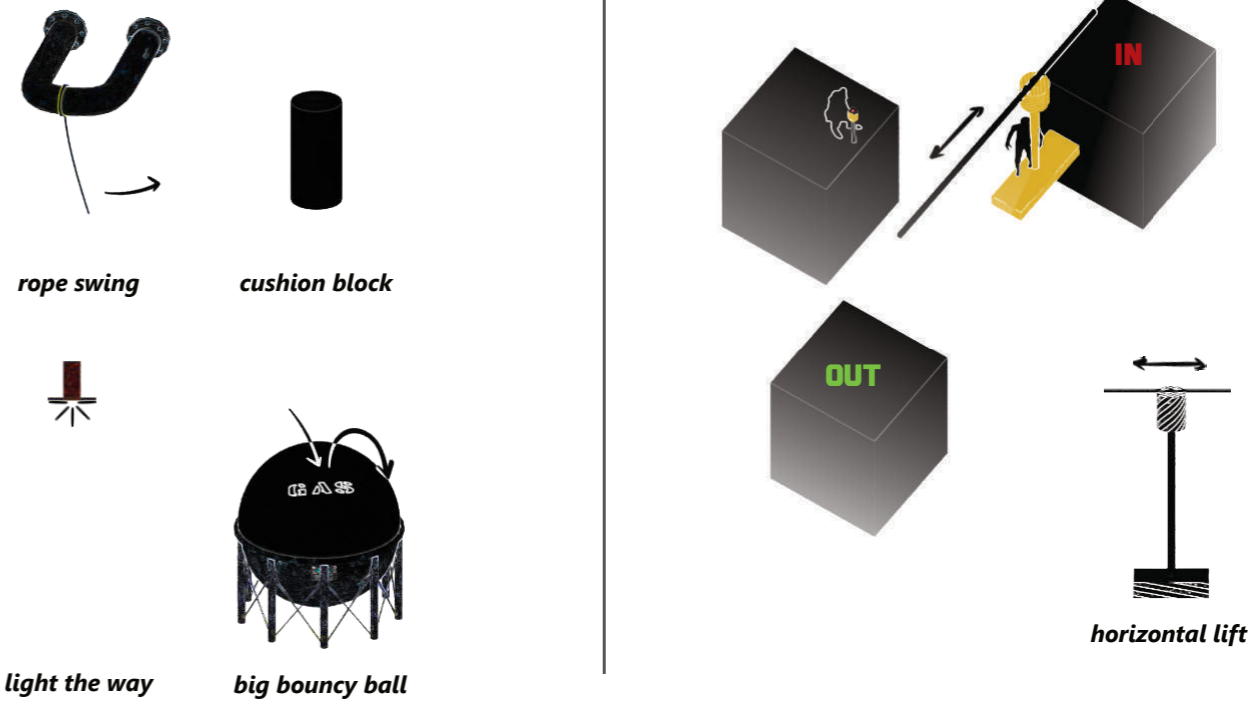 rope swing
cushion block
light the way
GAS
big bouncy ball
IN
OUT
horizontal lift